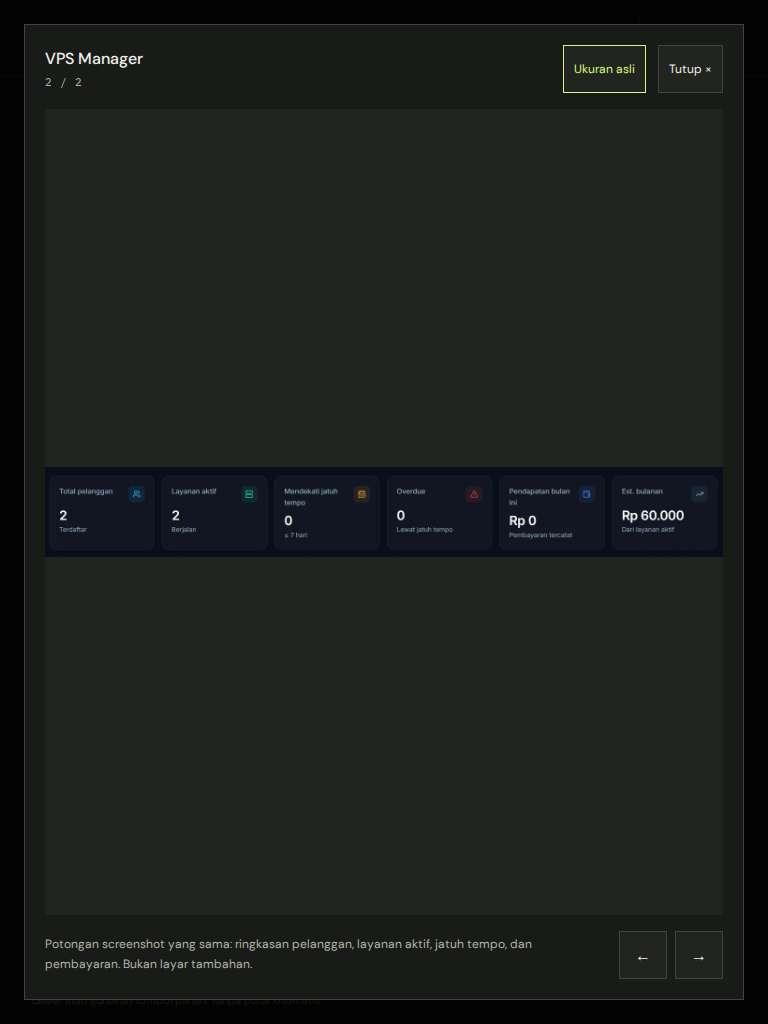 VPS Manager
2 / 2
Ukuran asli
Tutup ×
Total pelanggan
2
Terdaftar
Layanan aktif
2
Berjalan
Mendekati jatuh
tempo
0
≤ 7 hari
Overdue
0
Lewat jatuh tempo
Pendapatan bulan
ini
Rp 0
Pembayaran tercatat
Est. bulanan
Rp 60.000
Dari layanan aktif
Potongan screenshot yang sama: ringkasan pelanggan, layanan aktif, jatuh tempo, dan
pembayaran. Bukan layar tambahan.
← →